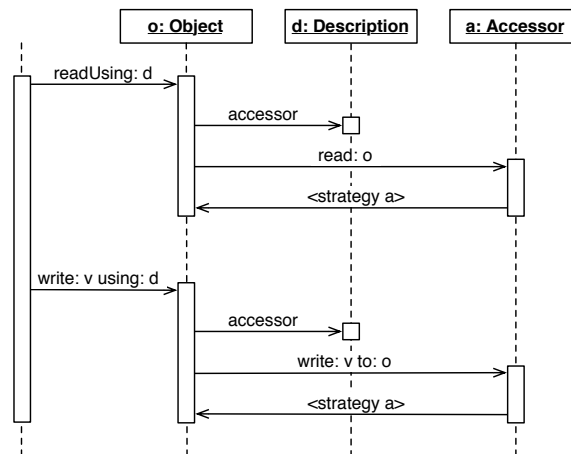 o: Object
d: Description
a: Accessor
readUsing: d
accessor
read: o
<strategy a>
write: v using: d
accessor
write: v to: o
<strategy a>